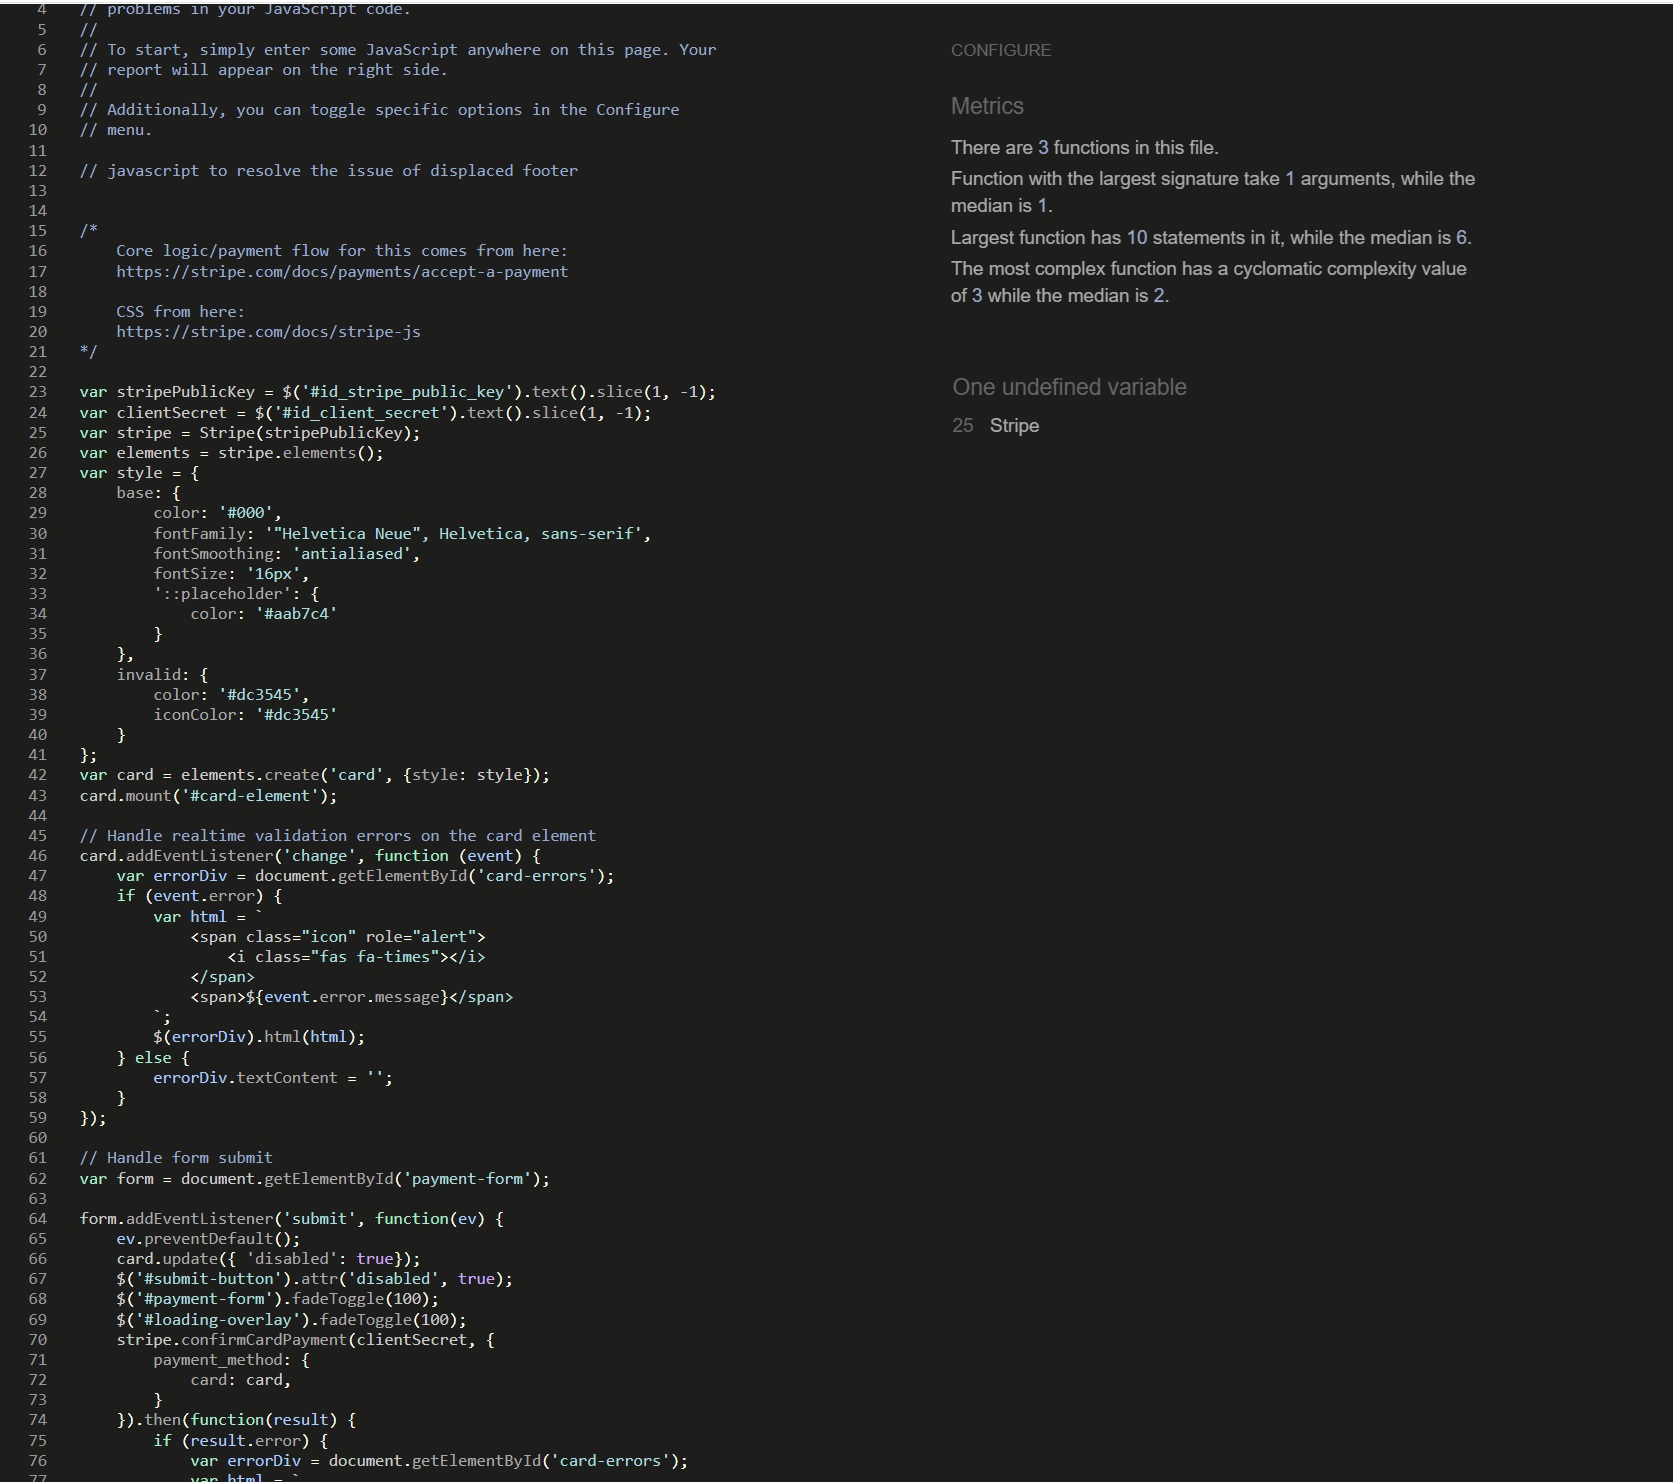 4 // problems in your JavaScript code.
5 //
6 // To start, simply enter some JavaScript anywhere on this page. Your
7 // report will appear on the right side.
8 //
9 // Additionally, you can toggle specific options in the Configure
10 // menu.
11
12 // javascript to resolve the issue of displaced footer
13
14
15 /*
16     Core logic/payment flow for this comes from here:
17     https://stripe.com/docs/payments/accept-a-payment
18
19     CSS from here:
20     https://stripe.com/docs/stripe-js
21 */
22
23 var stripePublicKey = $('#id_stripe_public_key').text().slice(1, -1);
24 var clientSecret = $('#id_client_secret').text().slice(1, -1);
25 var stripe = Stripe(stripePublicKey);
26 var elements = stripe.elements();
27 var style = {
28     base: {
29         color: '#000',
30         fontFamily: '"Helvetica Neue", Helvetica, sans-serif',
31         fontSmoothing: 'antialiased',
32         fontSize: '16px',
33         '::placeholder': {
34             color: '#aab7c4'
35         }
36     },
37     invalid: {
38         color: '#dc3545',
39         iconColor: '#dc3545'
40     }
41 };
42 var card = elements.create('card', {style: style});
43 card.mount('#card-element');
44
45 // Handle realtime validation errors on the card element
46 card.addEventListener('change', function (event) {
47     var errorDiv = document.getElementById('card-errors');
48     if (event.error) {
49         var html = `
50             <span class="icon" role="alert">
51                 <i class="fas fa-times"></i>
52             </span>
53             <span>${event.error.message}</span>
54         `;
55         $(errorDiv).html(html);
56     } else {
57         errorDiv.textContent = '';
58     }
59 });
60
61 // Handle form submit
62 var form = document.getElementById('payment-form');
63
64 form.addEventListener('submit', function(ev) {
65     ev.preventDefault();
66     card.update({ 'disabled': true});
67     $('#submit-button').attr('disabled', true);
68     $('#payment-form').fadeToggle(100);
69     $('#loading-overlay').fadeToggle(100);
70     stripe.confirmCardPayment(clientSecret, {
71         payment_method: {
72             card: card,
73         }
74     }).then(function(result) {
75         if (result.error) {
76             var errorDiv = document.getElementById('card-errors');
77             var html = `
CONFIGURE
Metrics
There are 3 functions in this file.
Function with the largest signature take 1 arguments, while the
median is 1.
Largest function has 10 statements in it, while the median is 6.
The most complex function has a cyclomatic complexity value
of 3 while the median is 2.
One undefined variable
25 Stripe